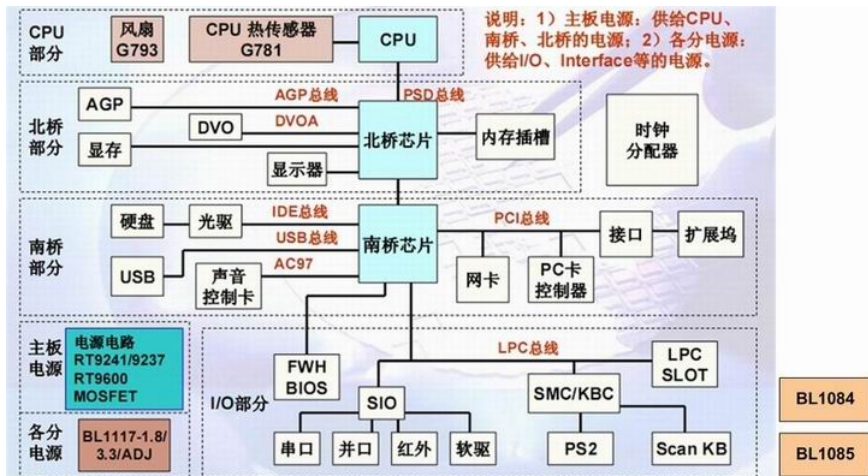 CPU
部分
风扇
G793
CPU 热传感器
G781
CPU
说明：1）主板电源：供给CPU、
南桥、北桥的电源；2）各分电源：
供给I/O、Interface等的电源。
AGP总线
PSD总线
北桥
部分
AGP
DVO
DVOA
显存
显示器
北桥芯片
内存插槽
时钟
分配器
南桥
部分
硬盘
光驱
IDE总线
USB总线
USB
声音
控制卡
AC97
南桥芯片
PCI总线
网卡
PC卡
控制器
接口
扩展坞
主板
电源
电源电路
RT9241/9237
RT9600
MOSFET
各分
电源
BL1117-1.8/
3.3/ADJ
I/O部分
FWH
BIOS
LPC总线
LPC
SLOT
SIO
SMC/KBC
串口
并口
红外
软驱
PS2
Scan KB
BL1084
BL1085